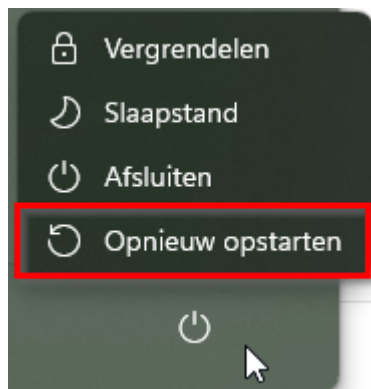 Vergrendelen
Slaapstand
Afsluiten
Opnieuw opstarten